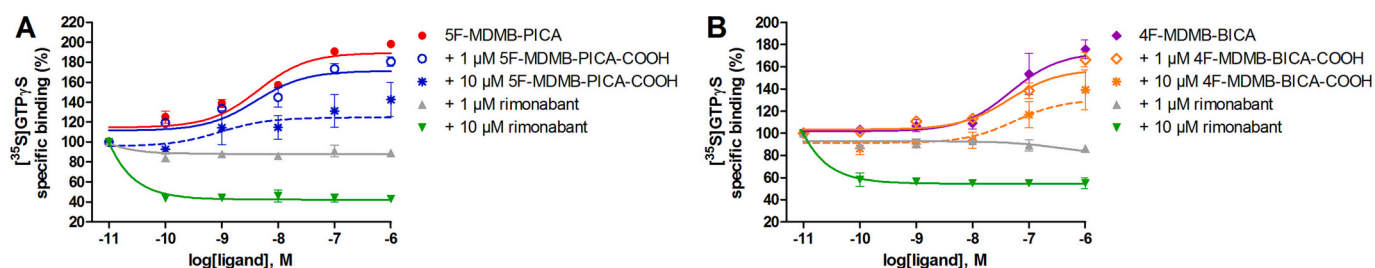 A
[³⁵S]GTPγS
specific binding (%)
220
200
180
160
140
120
100
80
60
40
20
-11 -10 -9 -8 -7 -6
log[ligand], M
5F-MDMB-PICA
+ 1 µM 5F-MDMB-PICA-COOH
+ 10 µM 5F-MDMB-PICA-COOH
+ 1 µM rimonabant
+ 10 µM rimonabant
B
[³⁵S]GTPγS
specific binding (%)
200
180
160
140
120
100
80
60
40
20
-11 -10 -9 -8 -7 -6
log[ligand], M
4F-MDMB-BICA
+ 1 µM 4F-MDMB-BICA-COOH
+ 10 µM 4F-MDMB-BICA-COOH
+ 1 µM rimonabant
+ 10 µM rimonabant